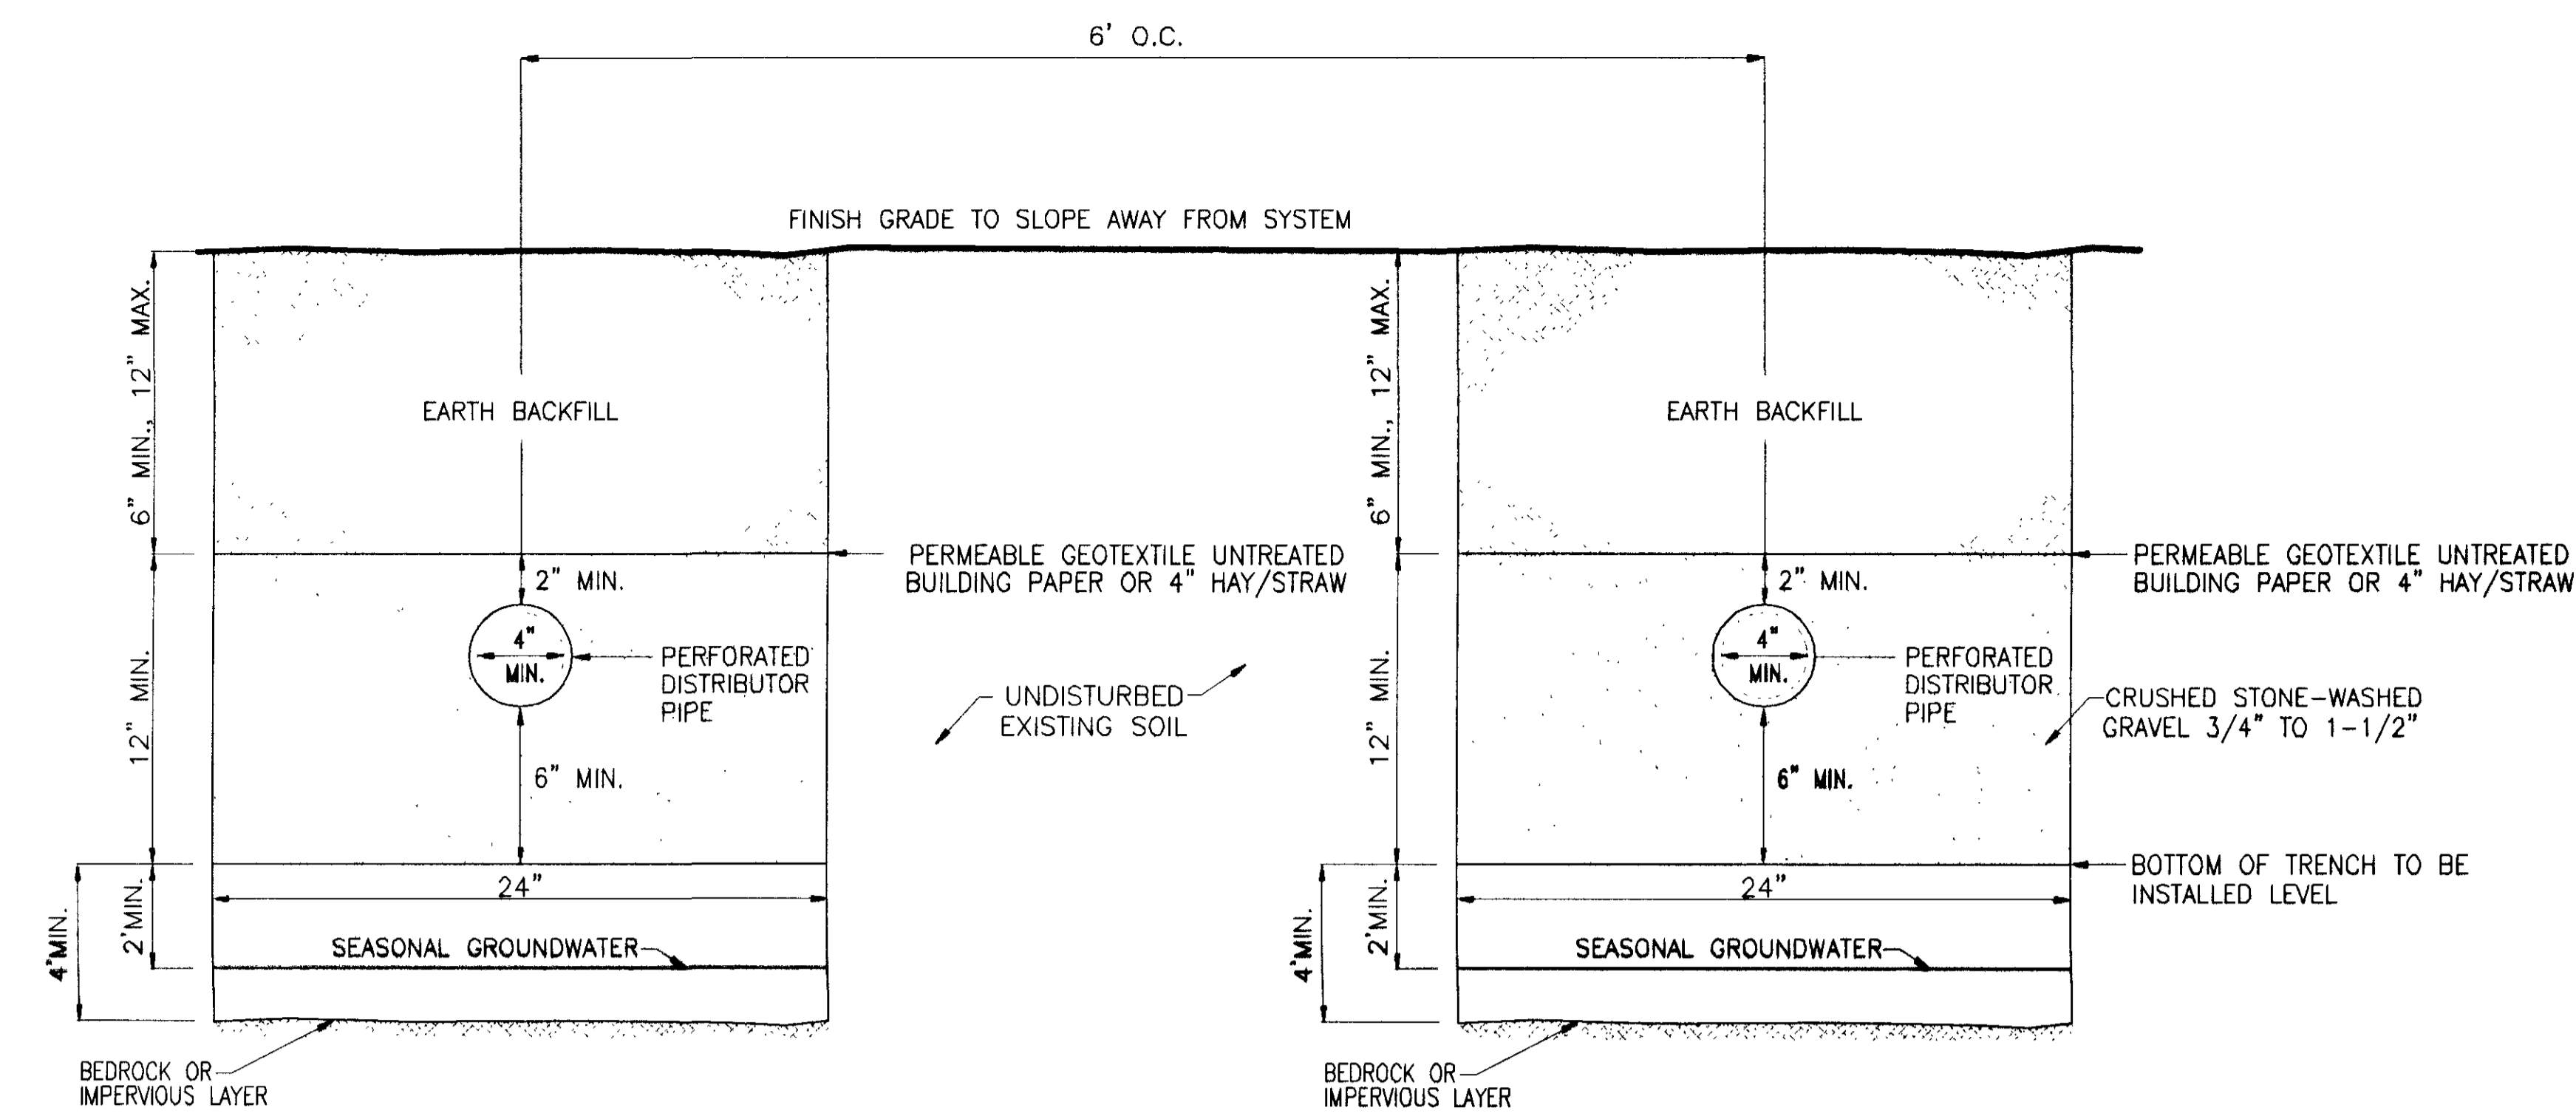 6' O.C.
FINISH GRADE TO SLOPE AWAY FROM SYSTEM
6" MIN., 12" MAX.
EARTH BACKFILL
2" MIN.
4"
MIN.
PERFORATED
DISTRIBUTOR
PIPE
12" MIN.
6" MIN.
24"
2'MIN.
4'MIN.
SEASONAL GROUNDWATER
BEDROCK OR
IMPERVIOUS LAYER
PERMEABLE GEOTEXTILE UNTREATED
BUILDING PAPER OR 4" HAY/STRAW
UNDISTURBED
EXISTING SOIL
6" MIN., 12" MAX.
EARTH BACKFILL
2" MIN.
4"
MIN.
PERFORATED
DISTRIBUTOR
PIPE
12" MIN.
6" MIN.
24"
2'MIN.
4'MIN.
SEASONAL GROUNDWATER
BEDROCK OR
IMPERVIOUS LAYER
PERMEABLE GEOTEXTILE UNTREATED
BUILDING PAPER OR 4" HAY/STRAW
CRUSHED STONE-WASHED
GRAVEL 3/4" TO 1-1/2"
BOTTOM OF TRENCH TO BE
INSTALLED LEVEL